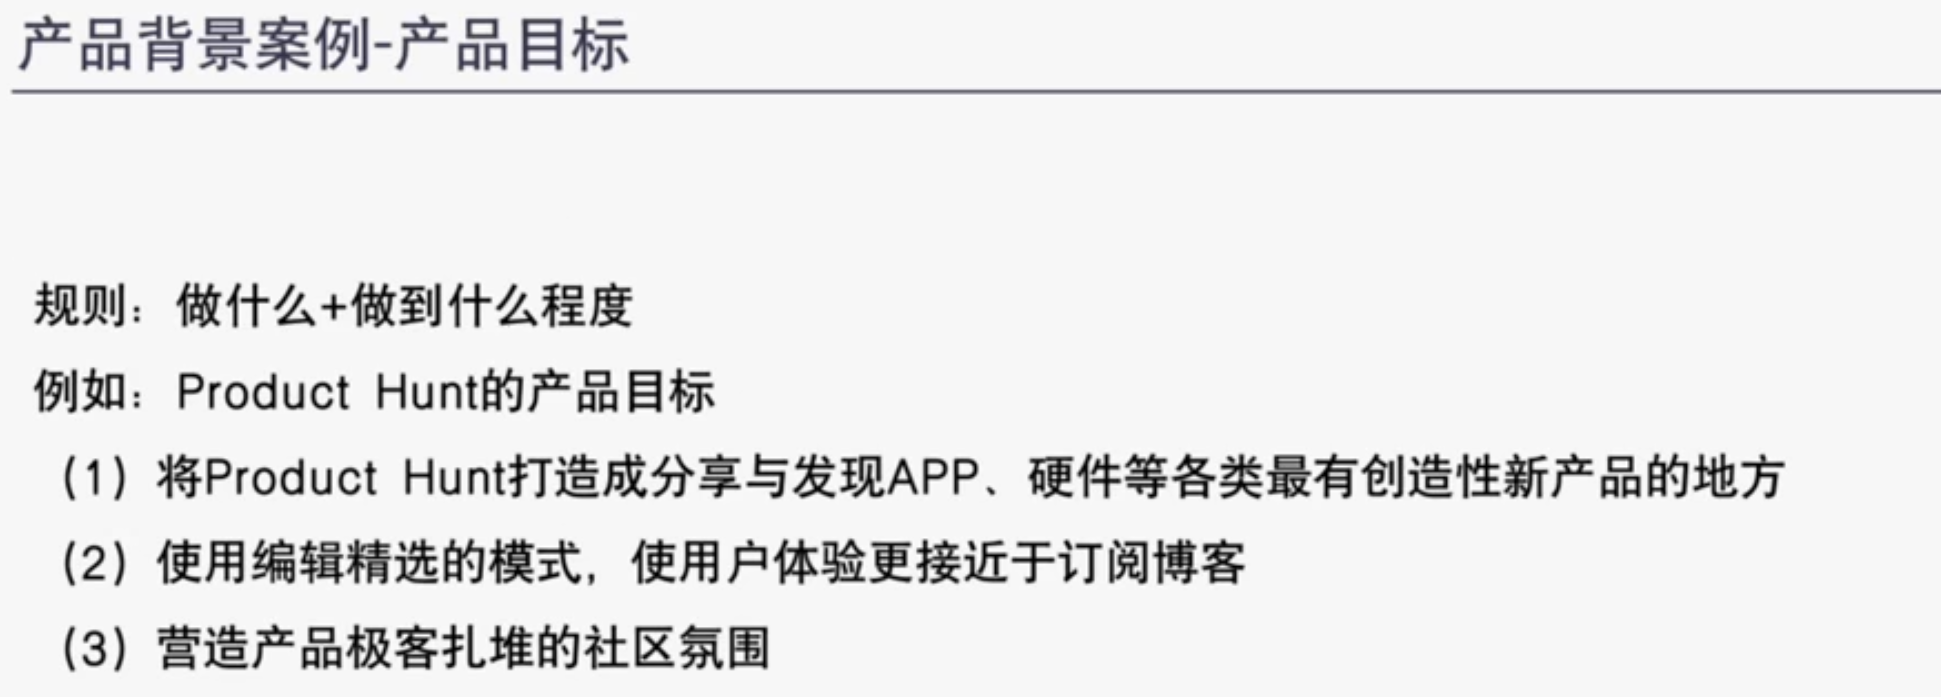 产品背景案例-产品目标
规则：做什么+做到什么程度
例如：Product Hunt的产品目标
（1）将Product Hunt打造成分享与发现APP、硬件等各类最有创造性新产品的地方
（2）使用编辑精选的模式，使用户体验更接近于订阅博客
（3）营造产品极客扎堆的社区氛围